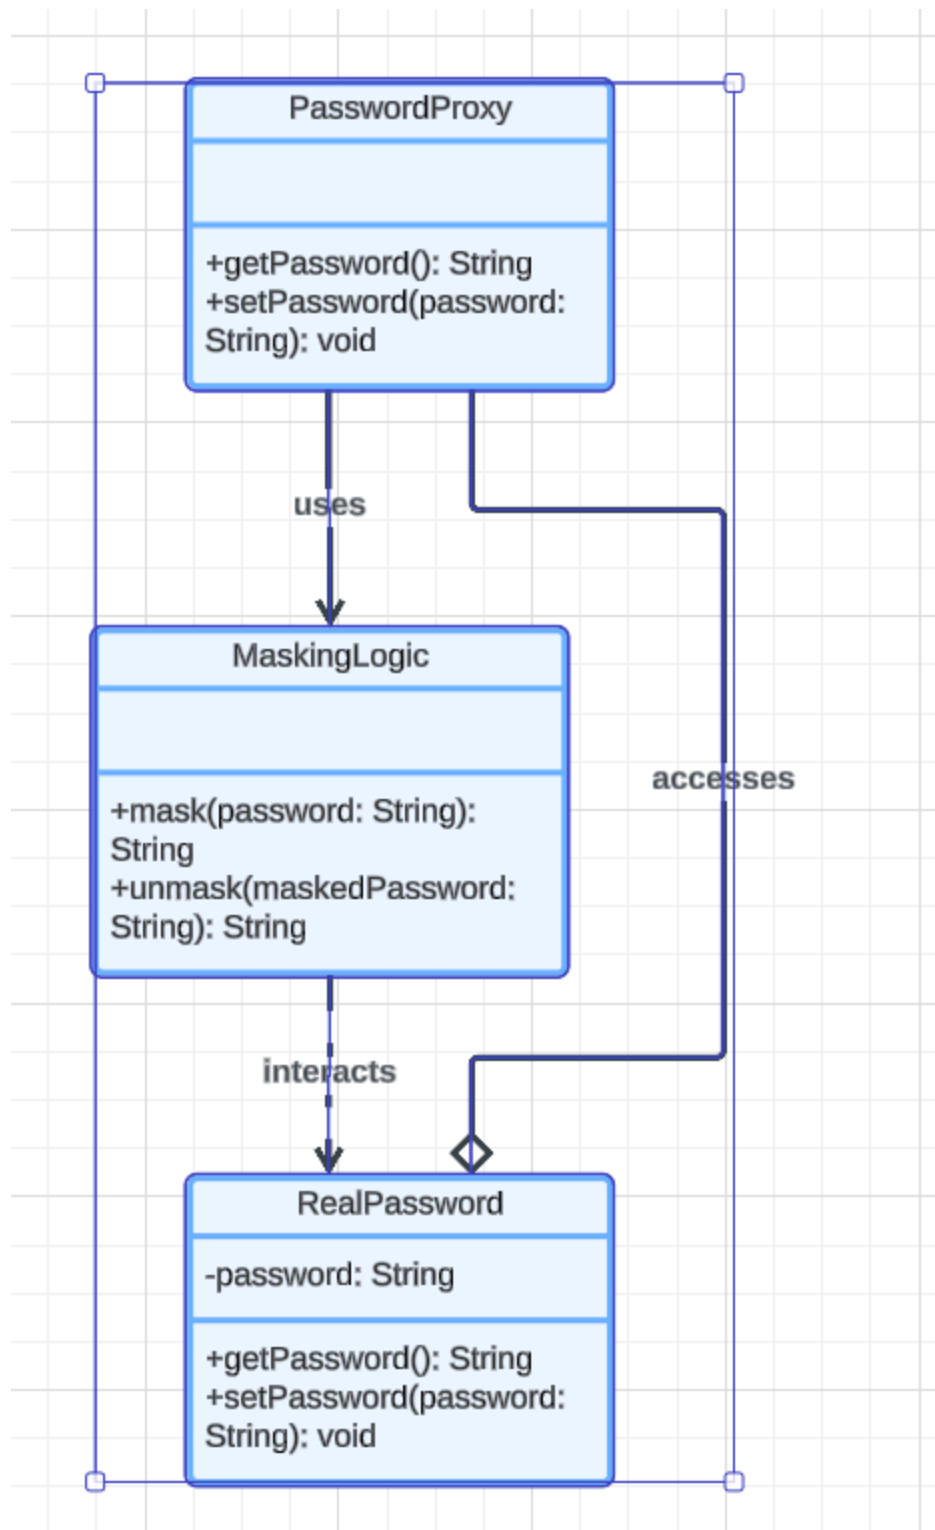 PasswordProxy
+getPassword(): String
+setPassword(password:
String): void
uses
MaskingLogic
accesses
+mask(password: String):
String
+unmask(maskedPassword:
String): String
interacts
RealPassword
-password: String
+getPassword(): String
+setPassword(password:
String): void